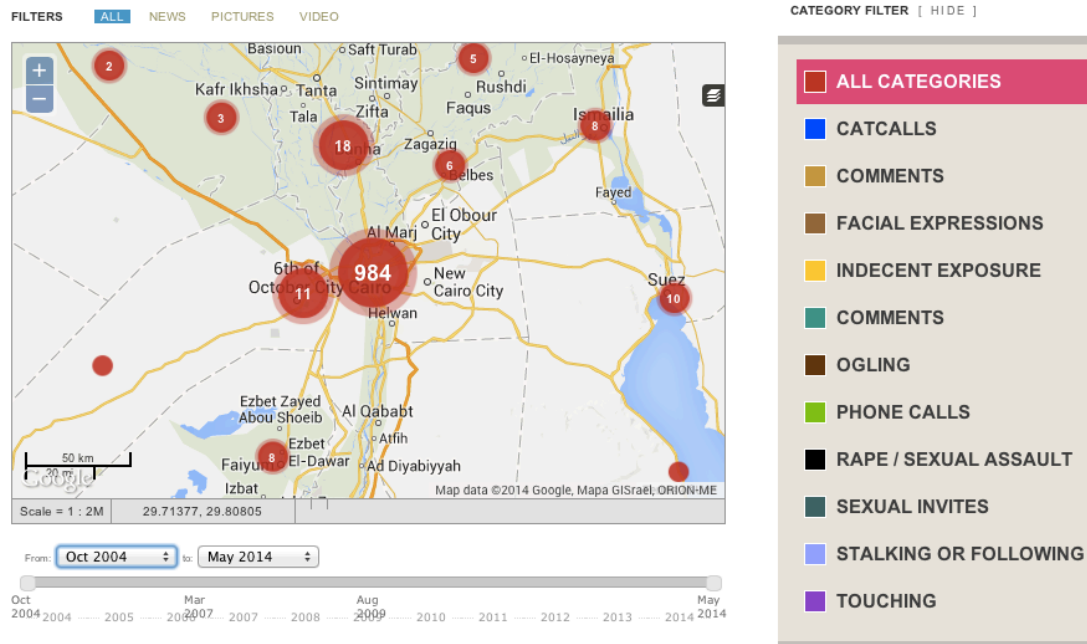 FILTERS ALL NEWS PICTURES VIDEO
CATEGORY FILTER [ HIDE ]
+
−
2
Basioun
Saft Turab
5
El-Hosayneya
Kafr Ikhsha
Tanta
Sintimay
Rushdi
3
Tala
Zifta
Faqus
Ismailia
8
18
Banha
Zagazig
6
Belbes
Fayed
El Obour
City
Al Marj
984
6th of
October City
Cairo
11
New
Cairo City
Suez
10
Helwan
Ezbet Zayed
Abou Shoeib
Al Qababt
Atfih
Ezbet
El-Dawar
8
Faiyum
Ad Diyabiyyah
Izbat
50 km
20 mi
Google
Map data ©2014 Google, Mapa GISrael, ORION-ME
Scale = 1 : 2M 29.71377, 29.80805
From: Oct 2004 to: May 2014
Oct
2004
Mar
2007
Aug
2009
May
2014
2004 2005 2006 2007 2008 2009 2010 2011 2012 2013 2014
ALL CATEGORIES
CATCALLS
COMMENTS
FACIAL EXPRESSIONS
INDECENT EXPOSURE
COMMENTS
OGLING
PHONE CALLS
RAPE / SEXUAL ASSAULT
SEXUAL INVITES
STALKING OR FOLLOWING
TOUCHING